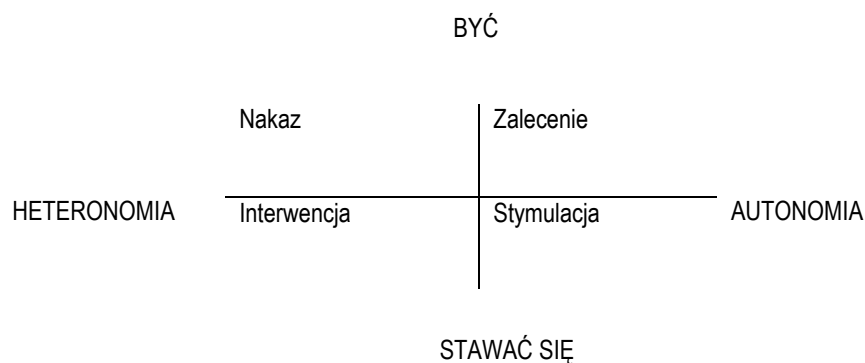 BYĆ
Nakaz Zalecenie
HETERONOMIA Interwencja Stymulacja AUTONOMIA
STAWAĆ SIĘ